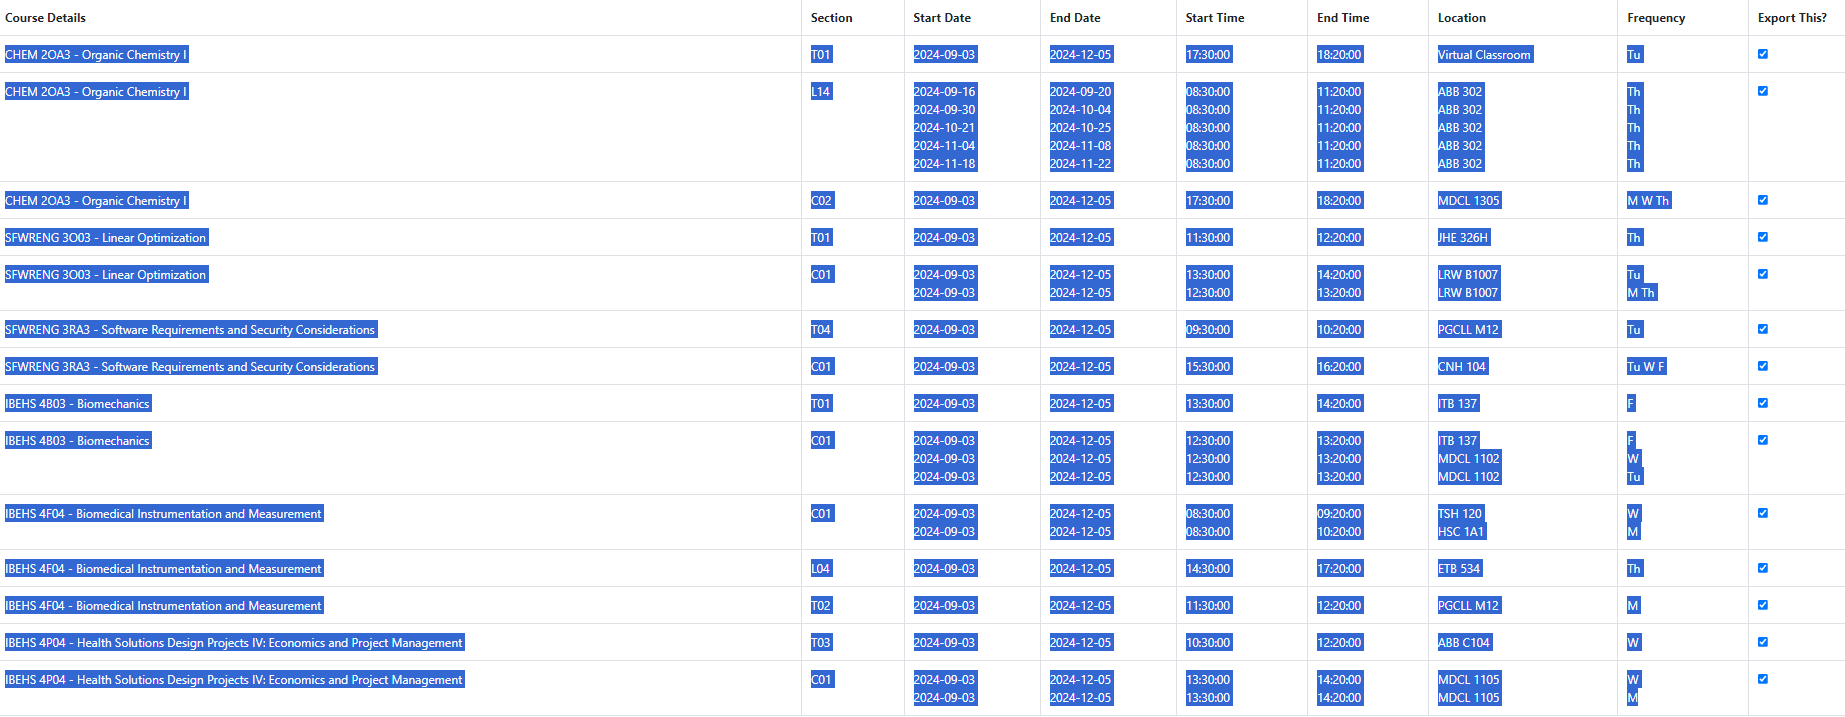 Course Details Section Start Date End Date Start Time End Time Location Frequency Export This?
CHEM 2OA3 - Organic Chemistry I T01 2024-09-03 2024-12-05 17:30:00 18:20:00 Virtual Classroom Tu
CHEM 2OA3 - Organic Chemistry I L14 2024-09-16 2024-09-20 08:30:00 11:20:00 ABB 302 Th
2024-09-30 2024-10-04 08:30:00 11:20:00 ABB 302 Th
2024-10-21 2024-10-25 08:30:00 11:20:00 ABB 302 Th
2024-11-04 2024-11-08 08:30:00 11:20:00 ABB 302 Th
2024-11-18 2024-11-22 08:30:00 11:20:00 ABB 302 Th
CHEM 2OA3 - Organic Chemistry I C02 2024-09-03 2024-12-05 17:30:00 18:20:00 MDCL 1305 M W Th
SFWRENG 3O03 - Linear Optimization T01 2024-09-03 2024-12-05 11:30:00 12:20:00 JHE 326H Th
SFWRENG 3O03 - Linear Optimization C01 2024-09-03 2024-12-05 13:30:00 14:20:00 LRW B1007 Tu
2024-09-03 2024-12-05 12:30:00 13:20:00 LRW B1007 M Th
SFWRENG 3RA3 - Software Requirements and Security Considerations T04 2024-09-03 2024-12-05 09:30:00 10:20:00 PGCLL M12 Tu
SFWRENG 3RA3 - Software Requirements and Security Considerations C01 2024-09-03 2024-12-05 15:30:00 16:20:00 CNH 104 Tu W F
IBEHS 4B03 - Biomechanics T01 2024-09-03 2024-12-05 13:30:00 14:20:00 ITB 137 F
IBEHS 4B03 - Biomechanics C01 2024-09-03 2024-12-05 12:30:00 13:20:00 ITB 137 F
2024-09-03 2024-12-05 12:30:00 13:20:00 MDCL 1102 W
2024-09-03 2024-12-05 12:30:00 13:20:00 MDCL 1102 Tu
IBEHS 4F04 - Biomedical Instrumentation and Measurement C01 2024-09-03 2024-12-05 08:30:00 09:20:00 TSH 120 W
2024-09-03 2024-12-05 08:30:00 10:20:00 HSC 1A1 M
IBEHS 4F04 - Biomedical Instrumentation and Measurement L04 2024-09-03 2024-12-05 14:30:00 17:20:00 ETB 534 Th
IBEHS 4F04 - Biomedical Instrumentation and Measurement T02 2024-09-03 2024-12-05 11:30:00 12:20:00 PGCLL M12 M
IBEHS 4P04 - Health Solutions Design Projects IV: Economics and Project Management T03 2024-09-03 2024-12-05 10:30:00 12:20:00 ABB C104 W
IBEHS 4P04 - Health Solutions Design Projects IV: Economics and Project Management C01 2024-09-03 2024-12-05 13:30:00 14:20:00 MDCL 1105 W
2024-09-03 2024-12-05 13:30:00 14:20:00 MDCL 1105 M